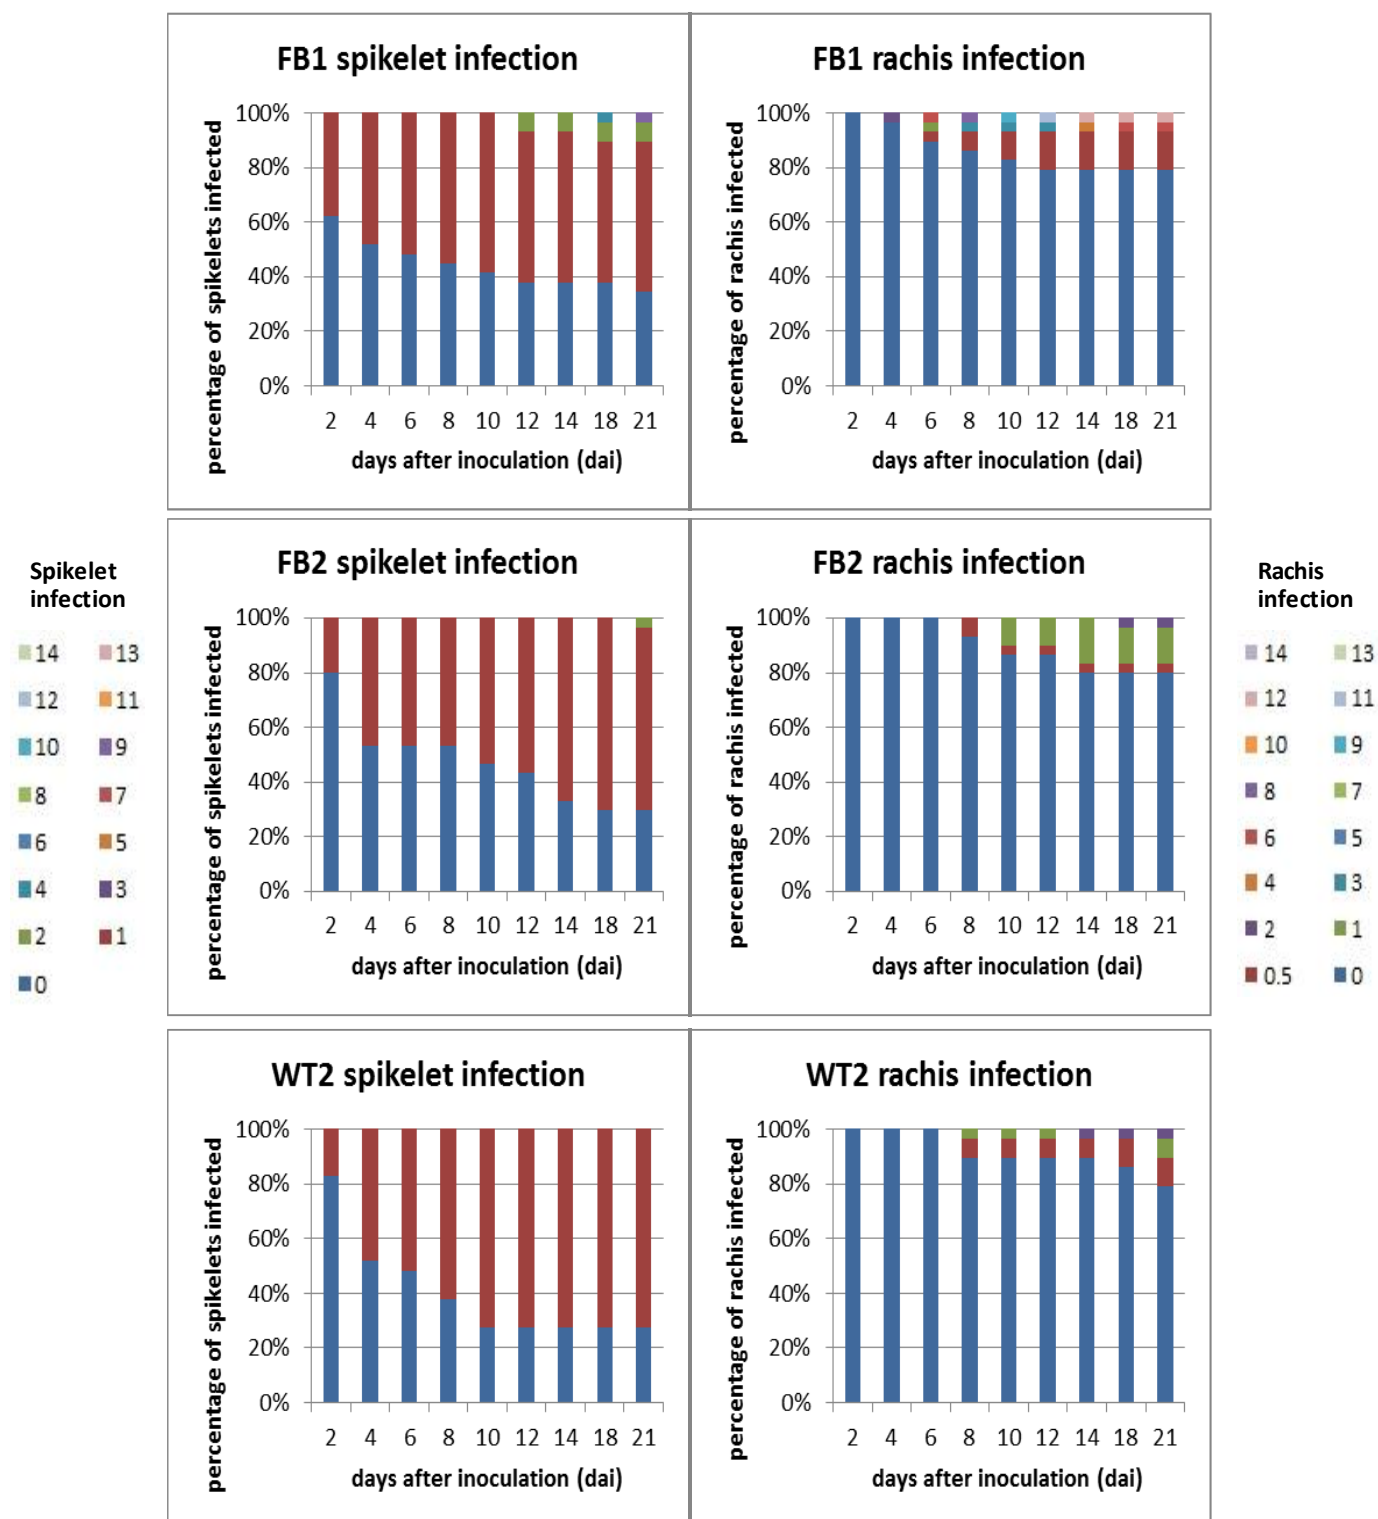 FB1 spikelet infection
percentage of spikelets infected
100%
80%
60%
40%
20%
0%
2 4 6 8 10 12 14 18 21
days after inoculation (dai)
FB1 rachis infection
percentage of rachis infected
100%
80%
60%
40%
20%
0%
2 4 6 8 10 12 14 18 21
days after inoculation (dai)
Spikelet
infection
14 13
12 11
10 9
8 7
6 5
4 3
2 1
0
FB2 spikelet infection
percentage of spikelets infected
100%
80%
60%
40%
20%
0%
2 4 6 8 10 12 14 18 21
days after inoculation (dai)
FB2 rachis infection
percentage of rachis infected
100%
80%
60%
40%
20%
0%
2 4 6 8 10 12 14 18 21
days after inoculation (dai)
Rachis
infection
14 13
12 11
10 9
8 7
6 5
4 3
2 1
0.5 0
WT2 spikelet infection
percentage of spikelets infected
100%
80%
60%
40%
20%
0%
2 4 6 8 10 12 14 18 21
days after inoculation (dai)
WT2 rachis infection
percentage of rachis infected
100%
80%
60%
40%
20%
0%
2 4 6 8 10 12 14 18 21
days after inoculation (dai)